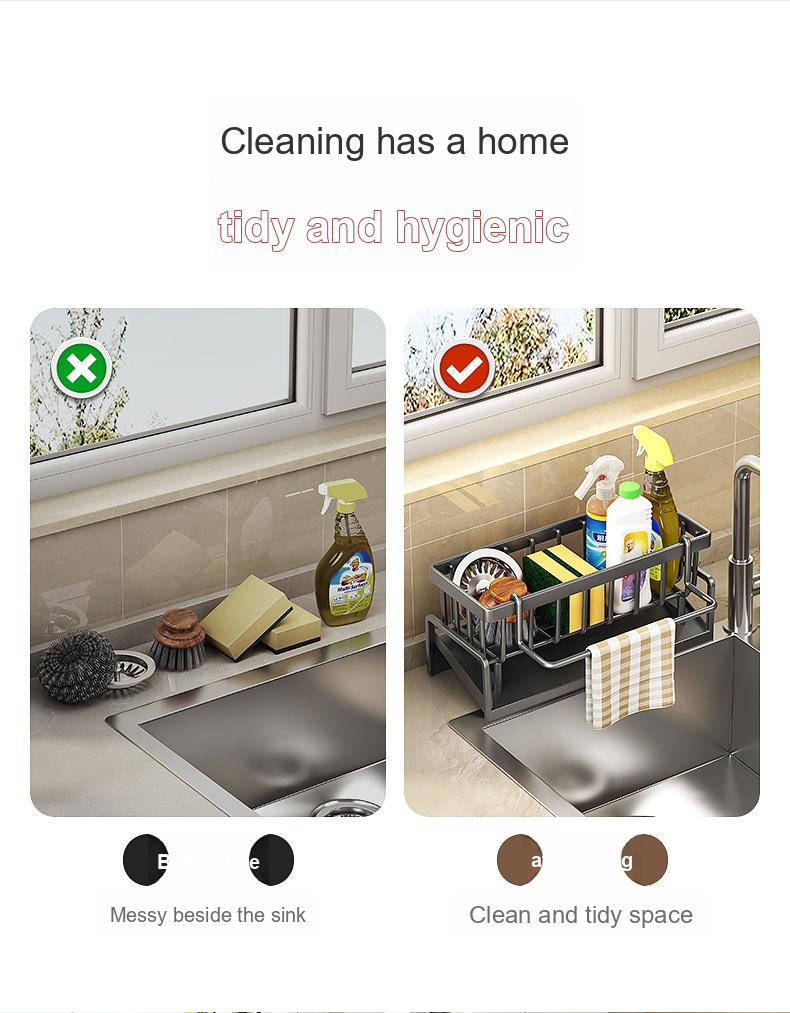 Cleaning has a home
tidy and hygienic
Messy beside the sink
Clean and tidy space